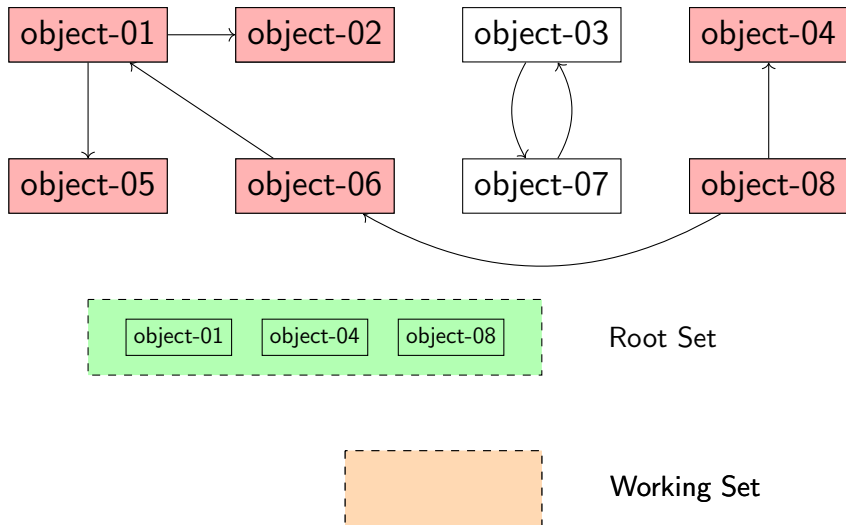 object-01 object-02 object-03 object-04
object-05 object-06 object-07 object-08
object-01 object-04 object-08 Root Set
Working Set